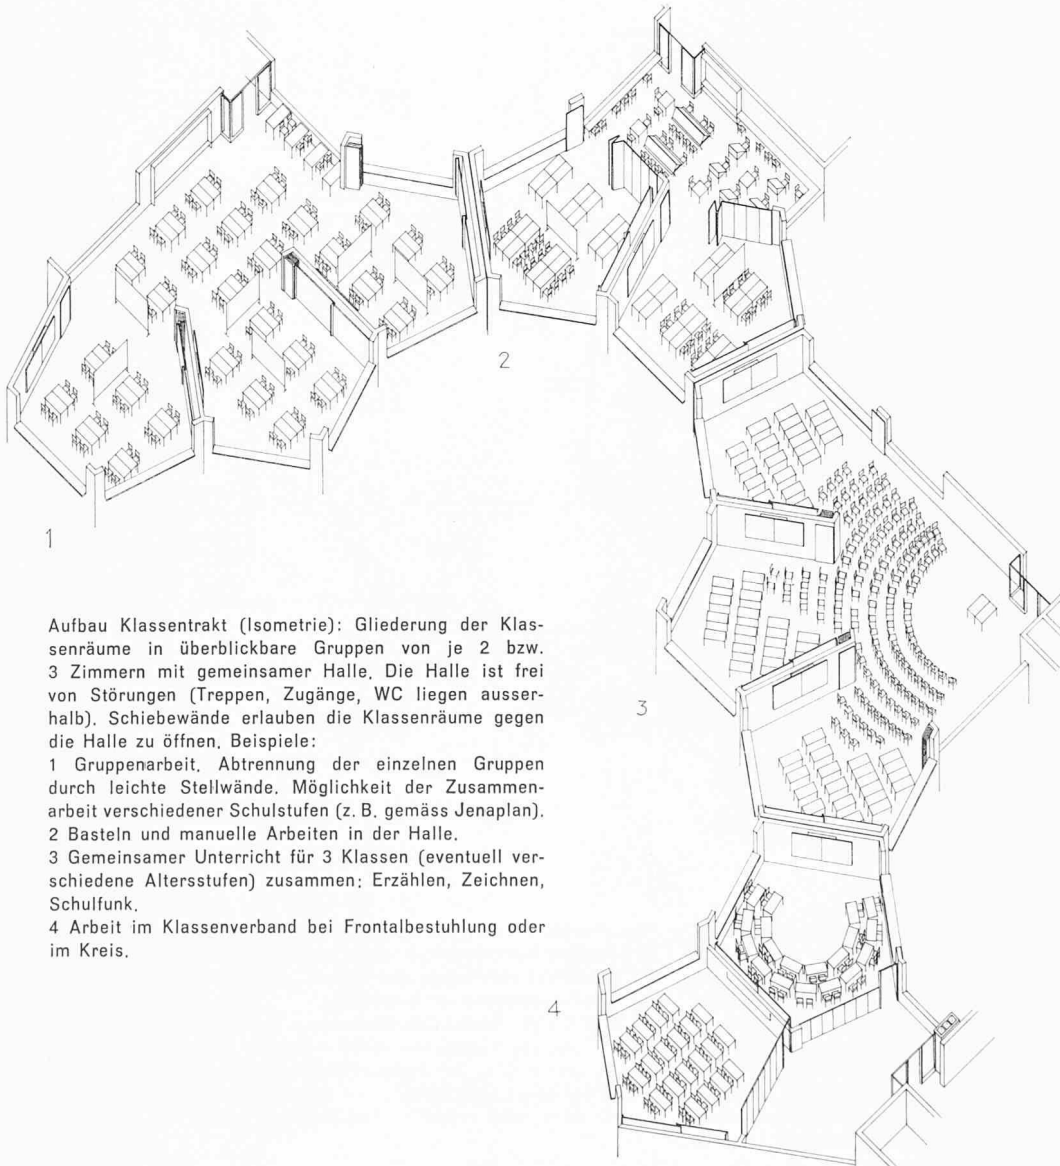 2
1
Aufbau Klassentrakt (Isometrie): Gliederung der Klas-
senräume in überblickbare Gruppen von je 2 bzw.
3 Zimmern mit gemeinsamer Halle. Die Halle ist frei
von Störungen (Treppen, Zugänge, WC liegen ausser-
halb). Schiebewände erlauben die Klassenräume gegen
die Halle zu öffnen. Beispiele:
1 Gruppenarbeit. Abtrennung der einzelnen Gruppen
durch leichte Stellwände. Möglichkeit der Zusammen-
arbeit verschiedener Schulstufen (z. B. gemäss Jenaplan).
2 Basteln und manuelle Arbeiten in der Halle.
3 Gemeinsamer Unterricht für 3 Klassen (eventuell ver-
schiedene Altersstufen) zusammen: Erzählen, Zeichnen,
Schulfunk.
4 Arbeit im Klassenverband bei Frontalbestuhlung oder
im Kreis.
3
4